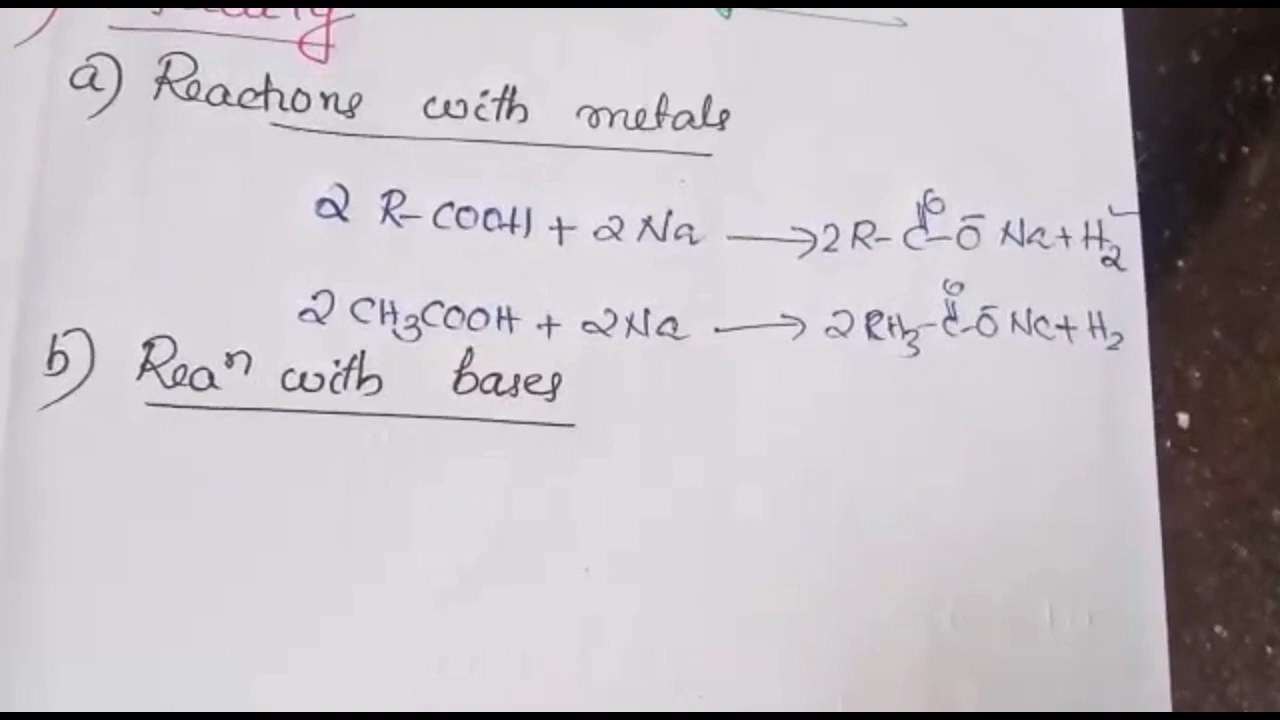 a) Reactions with metals
O
2 R-COOH + 2Na → 2R-C-Ō Na + H2
O
2 CH3COOH + 2Na → 2RH3-C-Ō Na + H2
b) Reaⁿ with bases